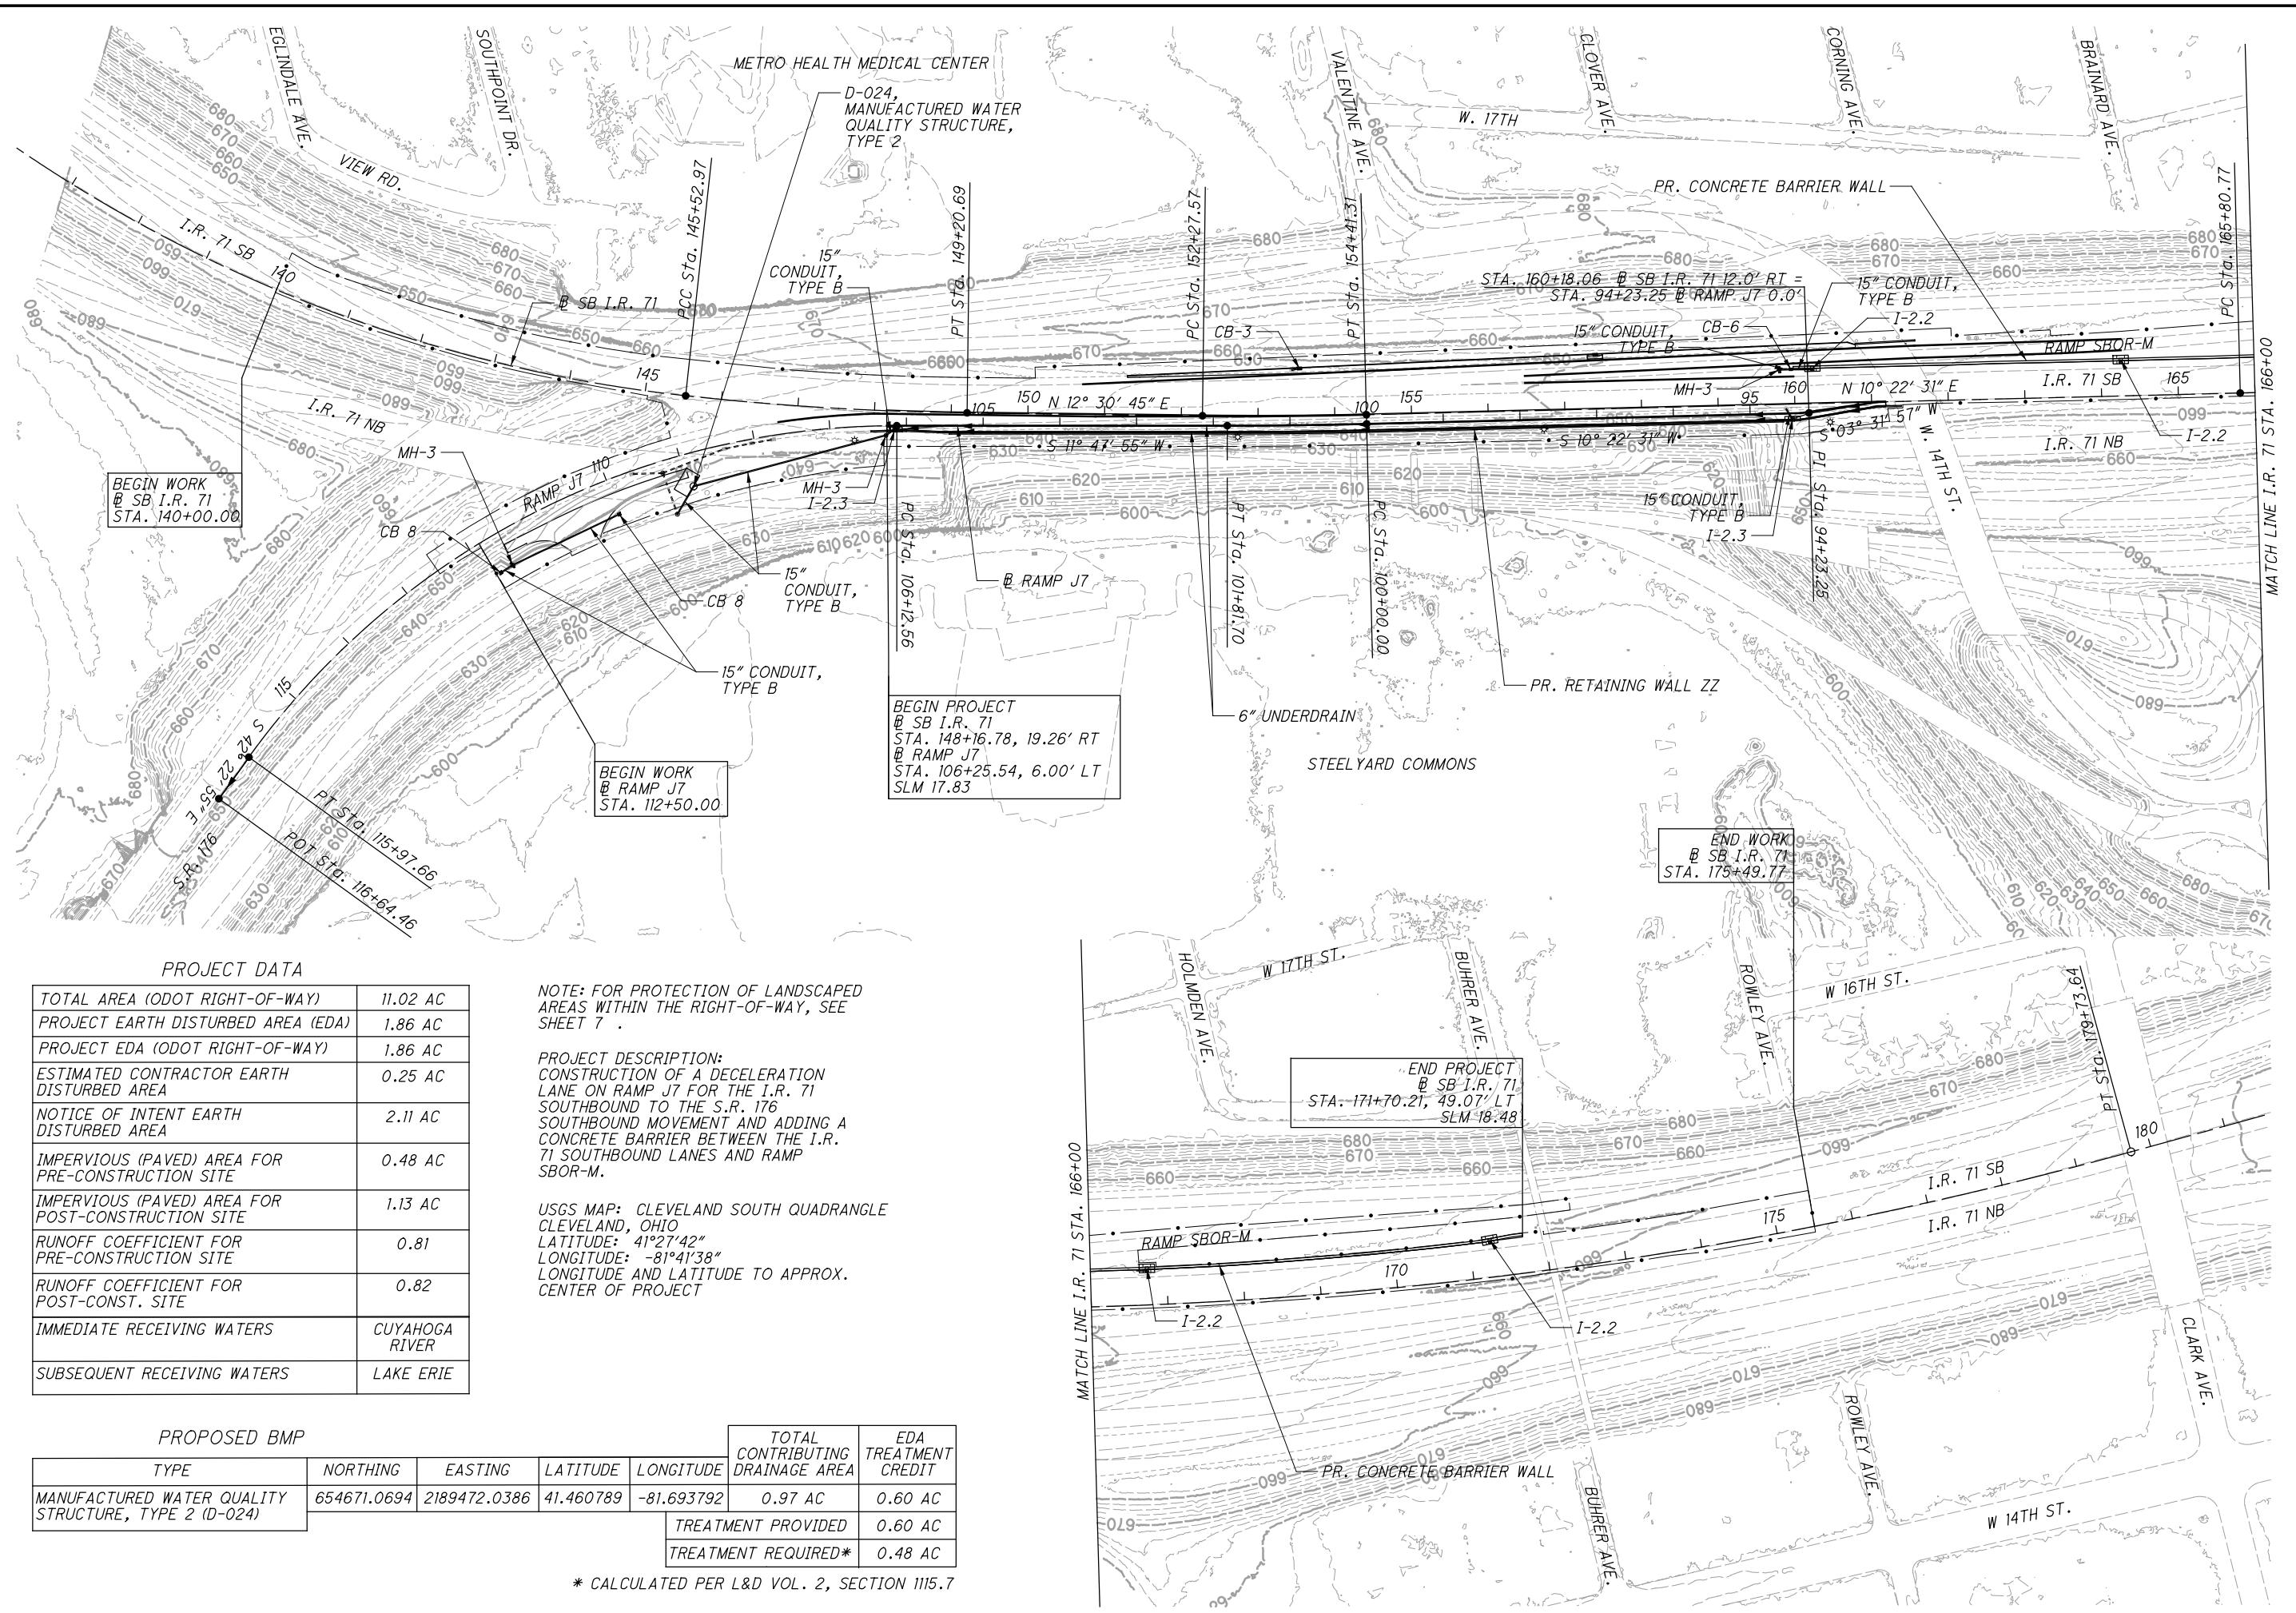 EGLINDALE AVE.
SOUTHPOINT DR.
VIEW RD.
METRO HEALTH MEDICAL CENTER
D-024,
MANUFACTURED WATER
QUALITY STRUCTURE,
TYPE 2
VALENTINE AVE.
W. 17TH
CLOVER AVE.
CORNING AVE.
BRAINARD AVE.
I.R. 71 SB
140
℄ SB I.R. 71
145
PCC Sta. 145+52.97
15"
CONDUIT,
TYPE B
PT Sta. 149+20.69
PC Sta. 152+27.57
PT Sta. 154+41.31
PR. CONCRETE BARRIER WALL
STA. 160+18.06 ℄ SB I.R. 71 12.0' RT =
STA. 94+23.25 ℄ RAMP J7 0.0'
15" CONDUIT,
TYPE B
CB-3
15" CONDUIT,
TYPE B
CB-6
I-2.2
RAMP SBOR-M
PC Sta. 165+80.77
MATCH LINE I.R. 71 STA. 166+00
MH-3
160
N 10° 22' 31" E
I.R. 71 SB
165
105
150
N 12° 30' 45" E
100
155
95
I.R. 71 NB
S 11° 47' 55" W
S 10° 22' 31" W
S 03° 31' 57" W
W. 14TH ST.
I.R. 71 NB
I-2.2
MH-3
RAMP J7
110
MH-3
I-2.3
BEGIN WORK
℄ SB I.R. 71
STA. 140+00.00
CB 8
15" CONDUIT,
TYPE B
I-2.3
PC Sta. 106+12.56
PT Sta. 101+81.70
PC Sta. 100+00.00
PI Sta. 94+23.25
15"
CONDUIT,
TYPE B
℄ RAMP J7
CB 8
15" CONDUIT,
TYPE B
PR. RETAINING WALL ZZ
6" UNDERDRAIN
BEGIN PROJECT
℄ SB I.R. 71
STA. 148+16.78, 19.26' RT
℄ RAMP J7
STA. 106+25.54, 6.00' LT
SLM 17.83
STEELYARD COMMONS
115
S 42° 22' 55" E
PT Sta. 115+97.66
POT Sta. 116+64.46
S.R. 176
BEGIN WORK
℄ RAMP J7
STA. 112+50.00
END WORK
℄ SB I.R. 71
STA. 175+49.77
PROJECT DATA
TOTAL AREA (ODOT RIGHT-OF-WAY) 11.02 AC
PROJECT EARTH DISTURBED AREA (EDA) 1.86 AC
PROJECT EDA (ODOT RIGHT-OF-WAY) 1.86 AC
ESTIMATED CONTRACTOR EARTH
DISTURBED AREA 0.25 AC
NOTICE OF INTENT EARTH
DISTURBED AREA 2.11 AC
IMPERVIOUS (PAVED) AREA FOR
PRE-CONSTRUCTION SITE 0.48 AC
IMPERVIOUS (PAVED) AREA FOR
POST-CONSTRUCTION SITE 1.13 AC
RUNOFF COEFFICIENT FOR
PRE-CONSTRUCTION SITE 0.81
RUNOFF COEFFICIENT FOR
POST-CONST. SITE 0.82
IMMEDIATE RECEIVING WATERS CUYAHOGA
RIVER
SUBSEQUENT RECEIVING WATERS LAKE ERIE
NOTE: FOR PROTECTION OF LANDSCAPED
AREAS WITHIN THE RIGHT-OF-WAY, SEE
SHEET 7 .
PROJECT DESCRIPTION:
CONSTRUCTION OF A DECELERATION
LANE ON RAMP J7 FOR THE I.R. 71
SOUTHBOUND TO THE S.R. 176
SOUTHBOUND MOVEMENT AND ADDING A
CONCRETE BARRIER BETWEEN THE I.R.
71 SOUTHBOUND LANES AND RAMP
SBOR-M.
USGS MAP: CLEVELAND SOUTH QUADRANGLE
CLEVELAND, OHIO
LATITUDE: 41°27'42"
LONGITUDE: -81°41'38"
LONGITUDE AND LATITUDE TO APPROX.
CENTER OF PROJECT
PROPOSED BMP
TYPE NORTHING EASTING LATITUDE LONGITUDE TOTAL CONTRIBUTING DRAINAGE AREA EDA TREATMENT CREDIT
MANUFACTURED WATER QUALITY
STRUCTURE, TYPE 2 (D-024) 654671.0694 2189472.0386 41.460789 -81.693792 0.97 AC 0.60 AC
TREATMENT PROVIDED 0.60 AC
TREATMENT REQUIRED* 0.48 AC
* CALCULATED PER L&D VOL. 2, SECTION 1115.7
HOLMDEN AVE.
W 17TH ST.
BUHRER AVE.
ROWLEY AVE.
W 16TH ST.
PT Sta. 179+73.64
END PROJECT
℄ SB I.R. 71
STA. 171+70.21, 49.07' LT
SLM 18.48
MATCH LINE I.R. 71 STA. 166+00
RAMP SBOR-M
170
175
180
I.R. 71 SB
I.R. 71 NB
I-2.2
I-2.2
CLARK AVE.
PR. CONCRETE BARRIER WALL
BUHRER AVE.
ROWLEY AVE.
W 14TH ST.